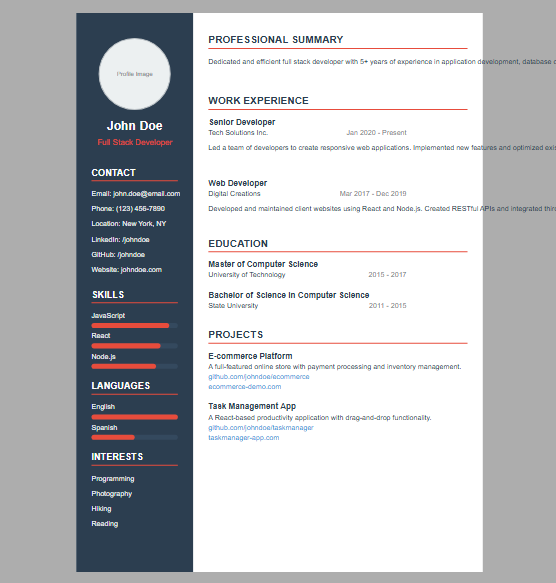 Profile Image
John Doe
Full Stack Developer
CONTACT
Email: john.doe@email.com
Phone: (123) 456-7890
Location: New York, NY
LinkedIn: /johndoe
GitHub: /johndoe
Website: johndoe.com
SKILLS
JavaScript
React
Node.js
LANGUAGES
English
Spanish
INTERESTS
Programming
Photography
Hiking
Reading
PROFESSIONAL SUMMARY
Dedicated and efficient full stack developer with 5+ years of experience in application development, database
WORK EXPERIENCE
Senior Developer
Tech Solutions Inc. Jan 2020 - Present
Led a team of developers to create responsive web applications. Implemented new features and optimized
Web Developer
Digital Creations Mar 2017 - Dec 2019
Developed and maintained client websites using React and Node.js. Created RESTful APIs and integrated
EDUCATION
Master of Computer Science
University of Technology 2015 - 2017
Bachelor of Science in Computer Science
State University 2011 - 2015
PROJECTS
E-commerce Platform
A full-featured online store with payment processing and inventory management.
github.com/johndoe/ecommerce
ecommerce-demo.com
Task Management App
A React-based productivity application with drag-and-drop functionality.
github.com/johndoe/taskmanager
taskmanager-app.com